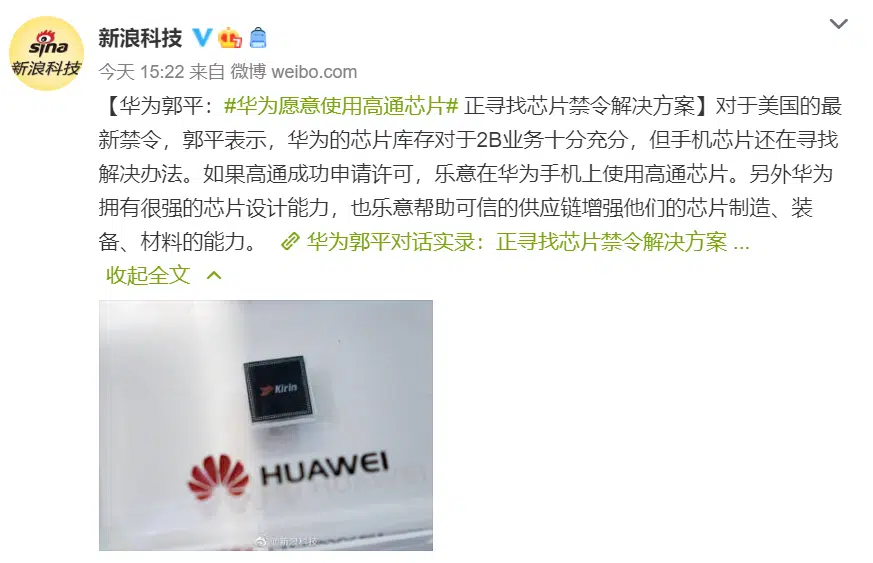 sina
新浪科技
新浪科技
今天 15:22 来自 微博 weibo.com
【华为郭平：#华为愿意使用高通芯片# 正寻找芯片禁令解决方案】对于美国的最
新禁令，郭平表示，华为的芯片库存对于2B业务十分充分，但手机芯片还在寻找
解决办法。如果高通成功申请许可，乐意在华为手机上使用高通芯片。另外华为
拥有很强的芯片设计能力，也乐意帮助可信的供应链增强他们的芯片制造、装
备、材料的能力。 华为郭平对话实录：正寻找芯片禁令解决方案 ...
收起全文
Kirin
HUAWEI
@新浪科技